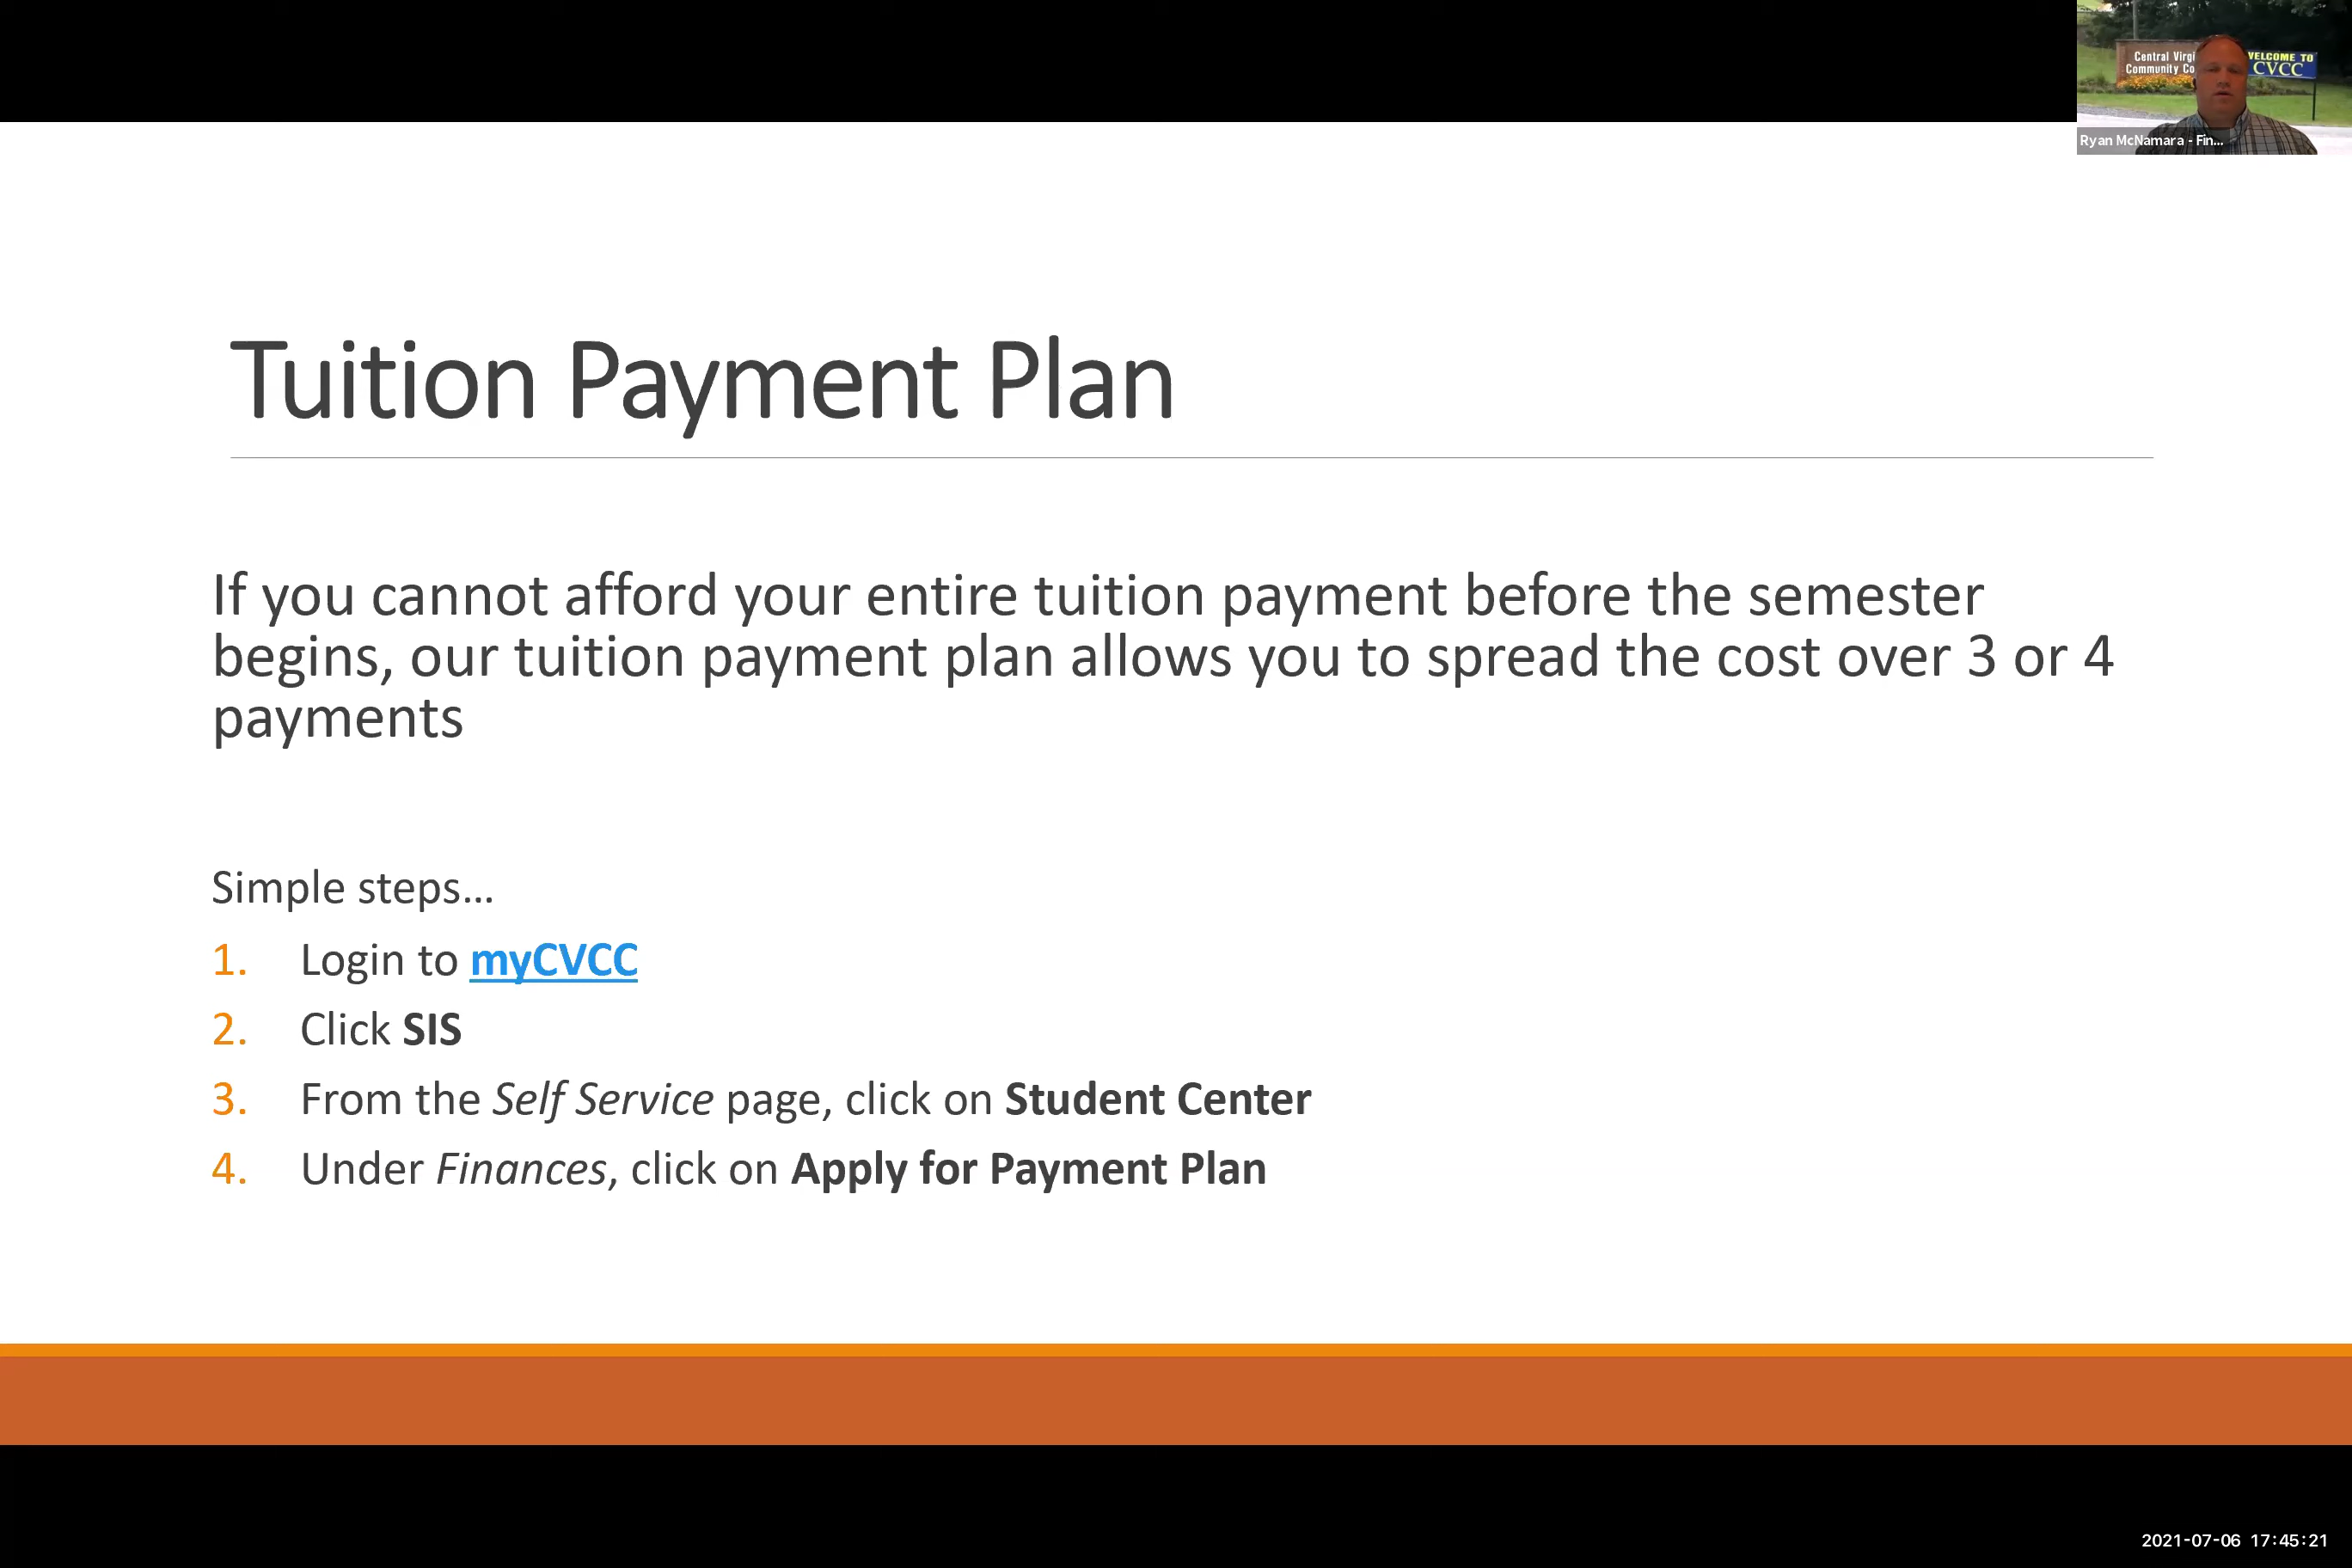 Central Virgi
Community Co
WELCOME TO
CVCC
Ryan McNamara - Fin...
Tuition Payment Plan
If you cannot afford your entire tuition payment before the semester
begins, our tuition payment plan allows you to spread the cost over 3 or 4
payments
Simple steps...
1. Login to myCVCC
2. Click SIS
3. From the Self Service page, click on Student Center
4. Under Finances, click on Apply for Payment Plan
2021-07-06 17:45:21